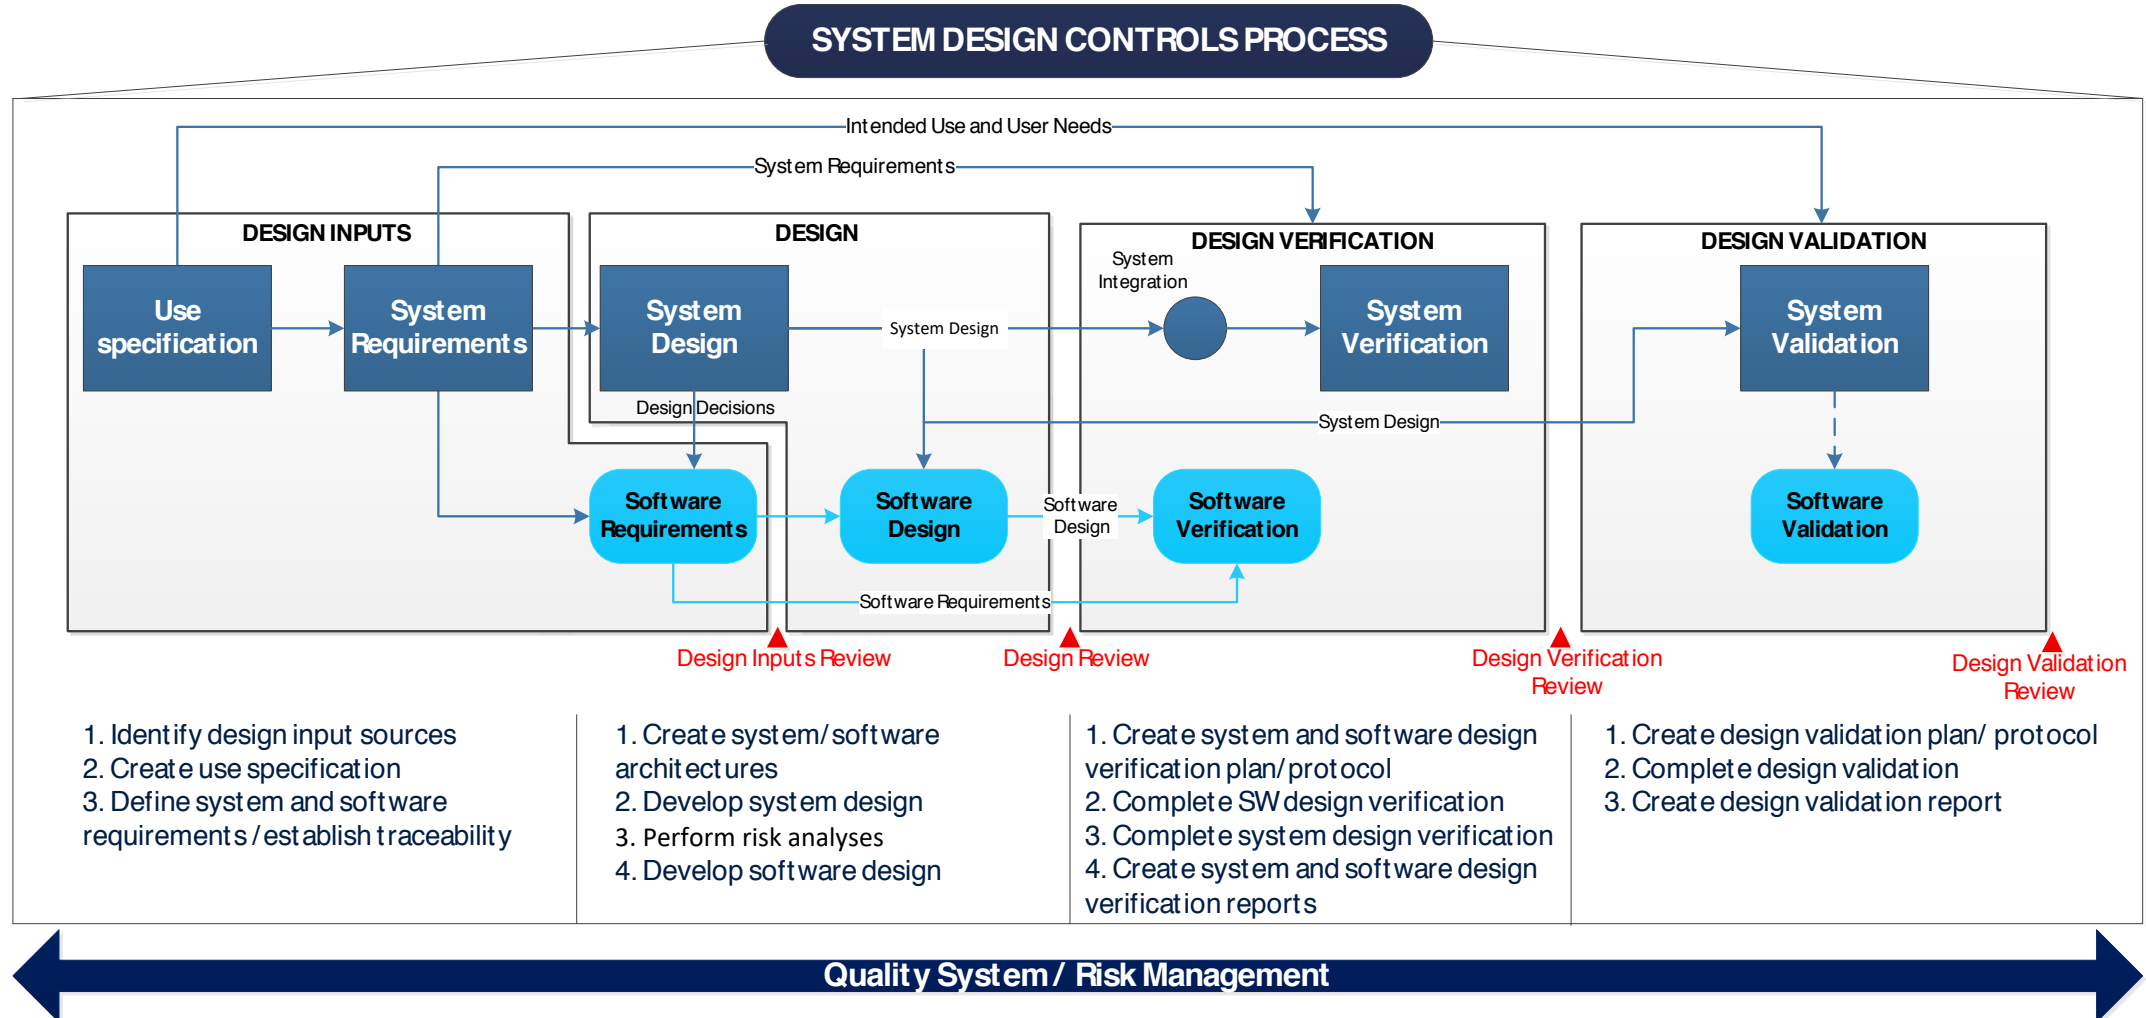 SYSTEM DESIGN CONTROLS PROCESS
Intended Use and User Needs
System Requirements
DESIGN INPUTS
DESIGN
DESIGN VERIFICATION
DESIGN VALIDATION
Use
specification
System
Requirements
System
Design
System Design
System
Integration
System
Verification
System
Validation
Design Decisions
System Design
Software
Requirements
Software
Design
Software
Design
Software
Verification
Software
Validation
Software Requirements
Design Inputs Review
Design Review
Design Verification
Review
Design Validation
Review
1. Identify design input sources
2. Create use specification
3. Define system and software
requirements / establish traceability
1. Create system/ software
architectures
2. Develop system design
3. Perform risk analyses
4. Develop software design
1. Create system and software design
verification plan/ protocol
2. Complete SW design verification
3. Complete system design verification
4. Create system and software design
verification reports
1. Create design validation plan/ protocol
2. Complete design validation
3. Create design validation report
Quality System / Risk Management